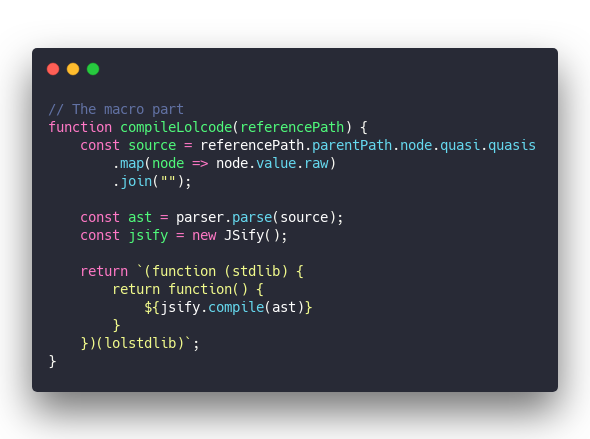 // The macro part
function compileLolcode(referencePath) {
    const source = referencePath.parentPath.node.quasi.quasis
        .map(node => node.value.raw)
        .join("");

    const ast = parser.parse(source);
    const jsify = new JSify();

    return `(function (stdlib) {
        return function() {
            ${jsify.compile(ast)}
        }
    })(lolstdlib)`;
}